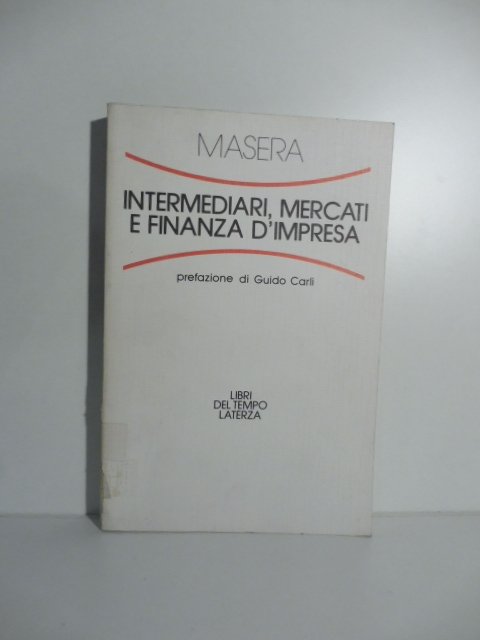 MASERA
INTERMEDIARI, MERCATI
E FINANZA D'IMPRESA
prefazione di Guido Carli
LIBRI
DEL TEMPO
LATERZA